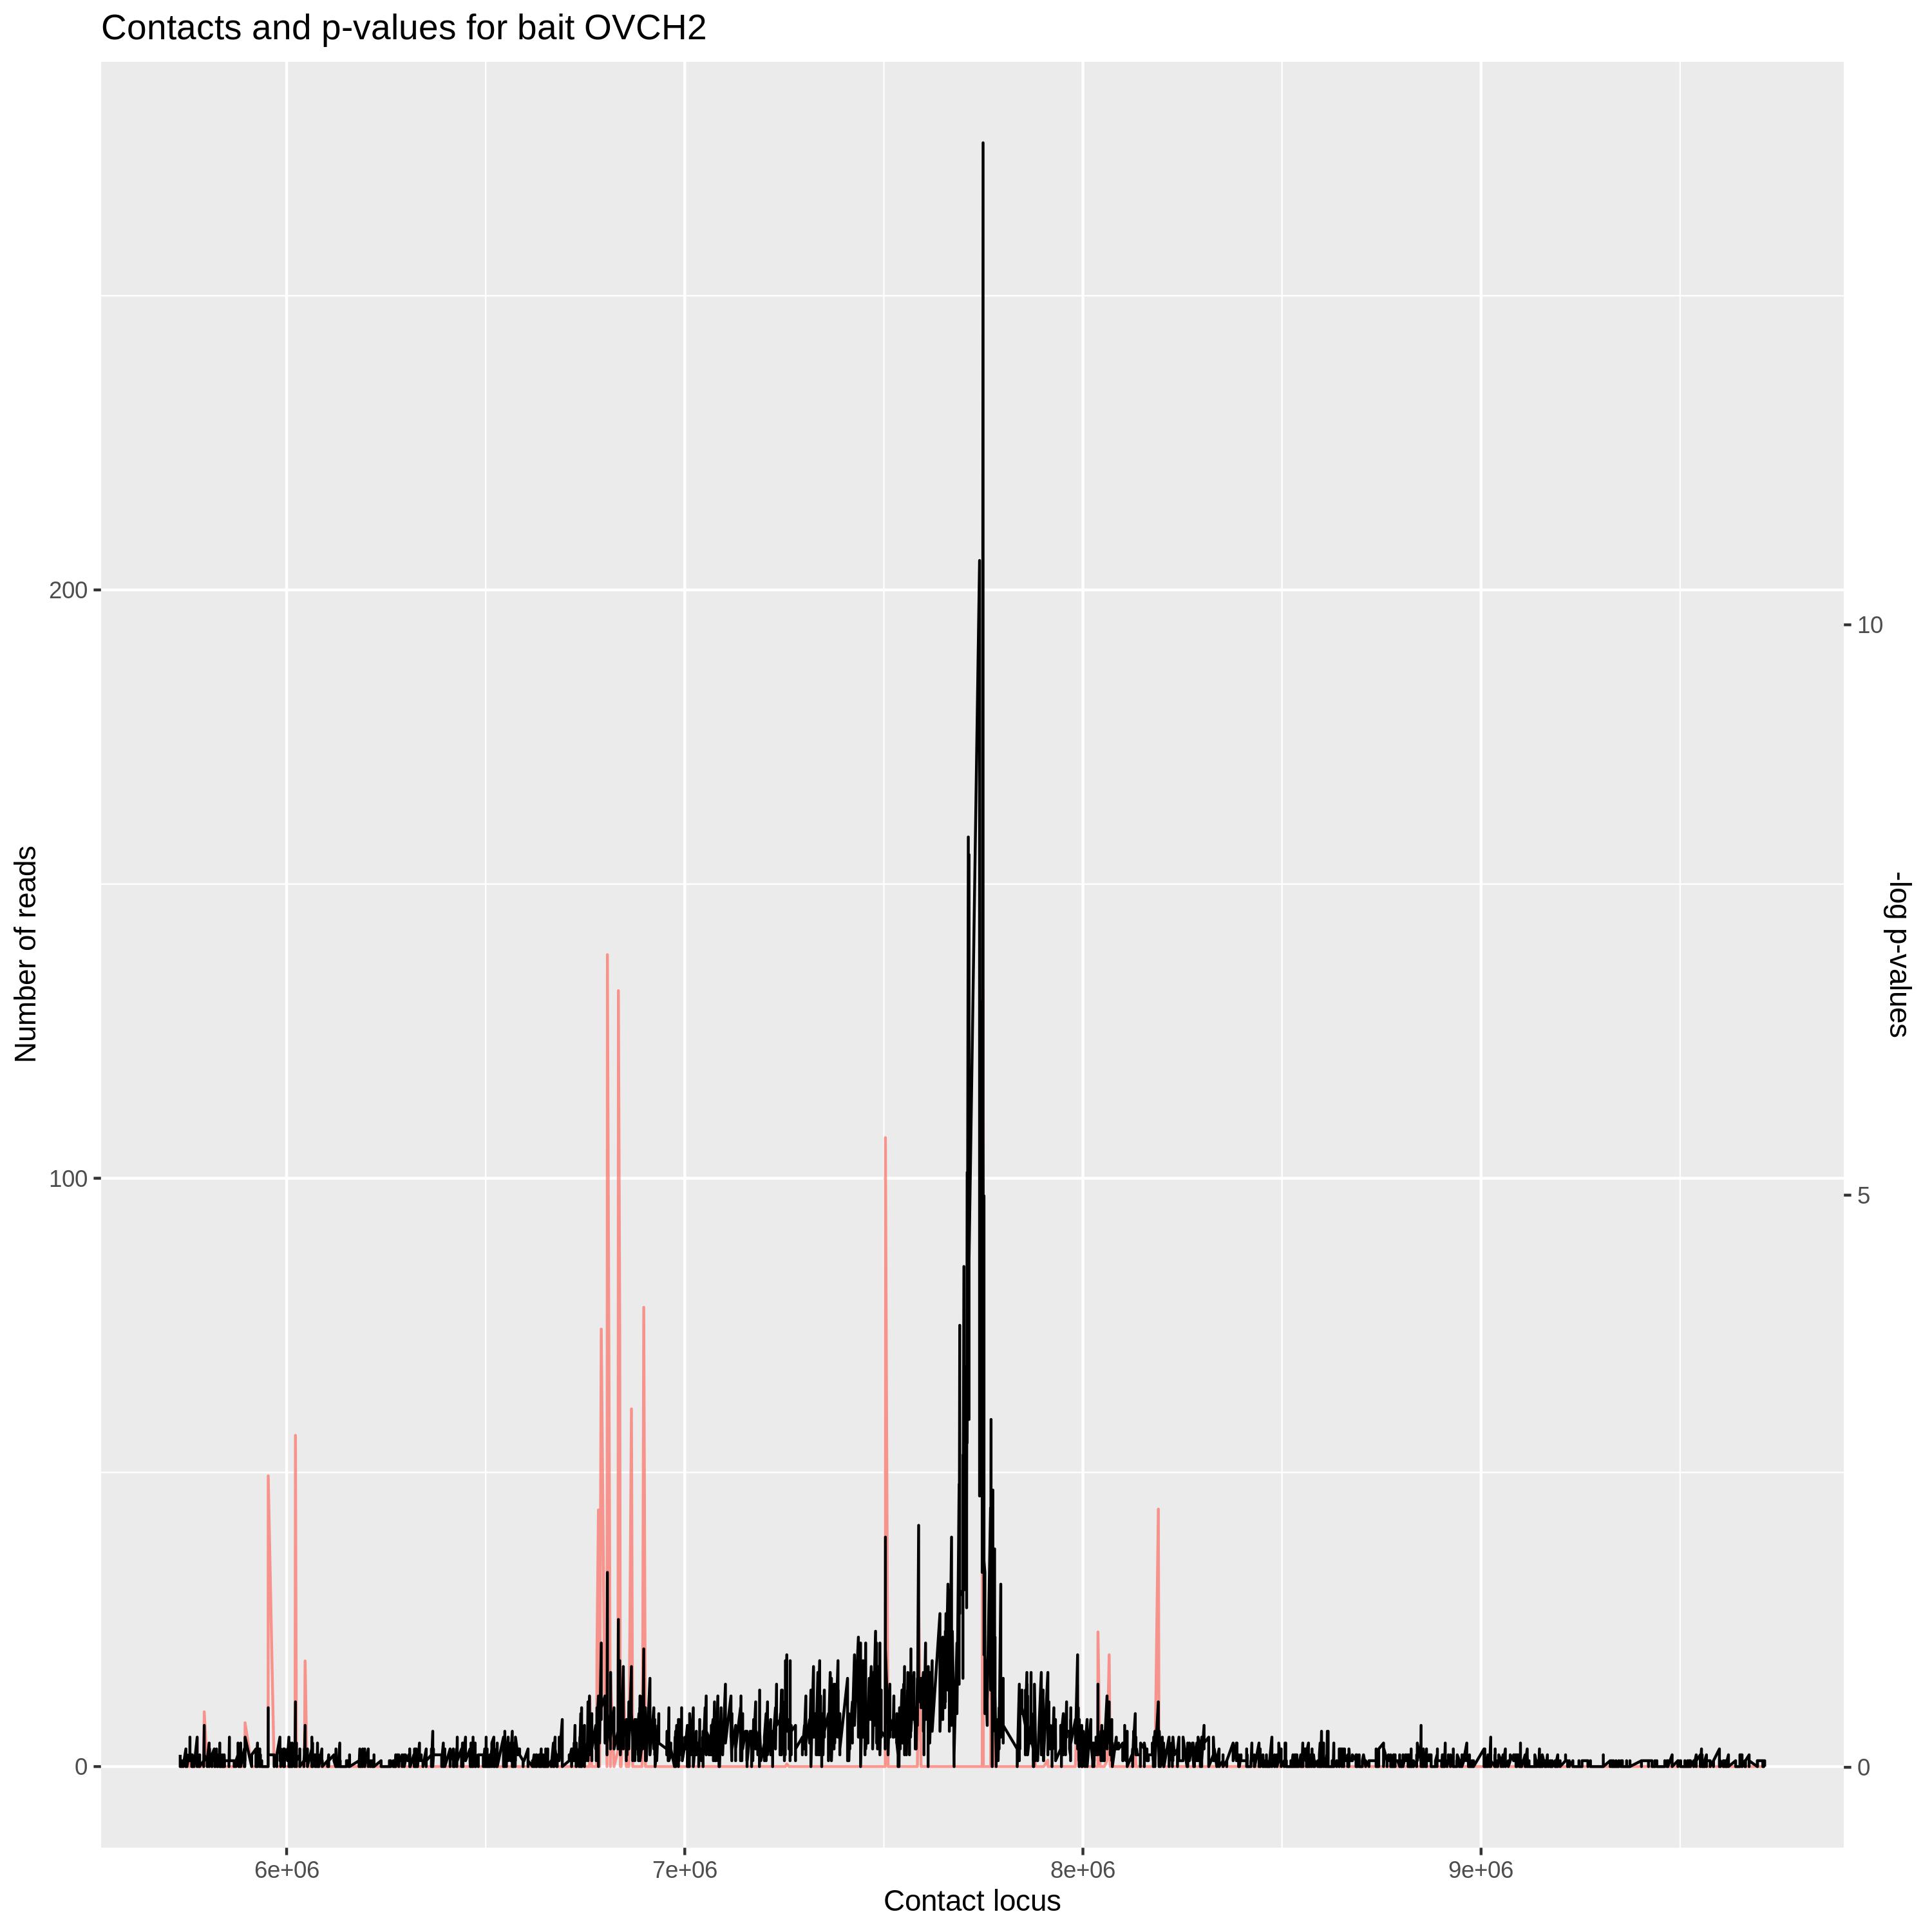 Contacts and p-values for bait OVCH2
Number of reads
200
100
0
10
5
0
-log p-values
6e+06
7e+06
8e+06
9e+06
Contact locus